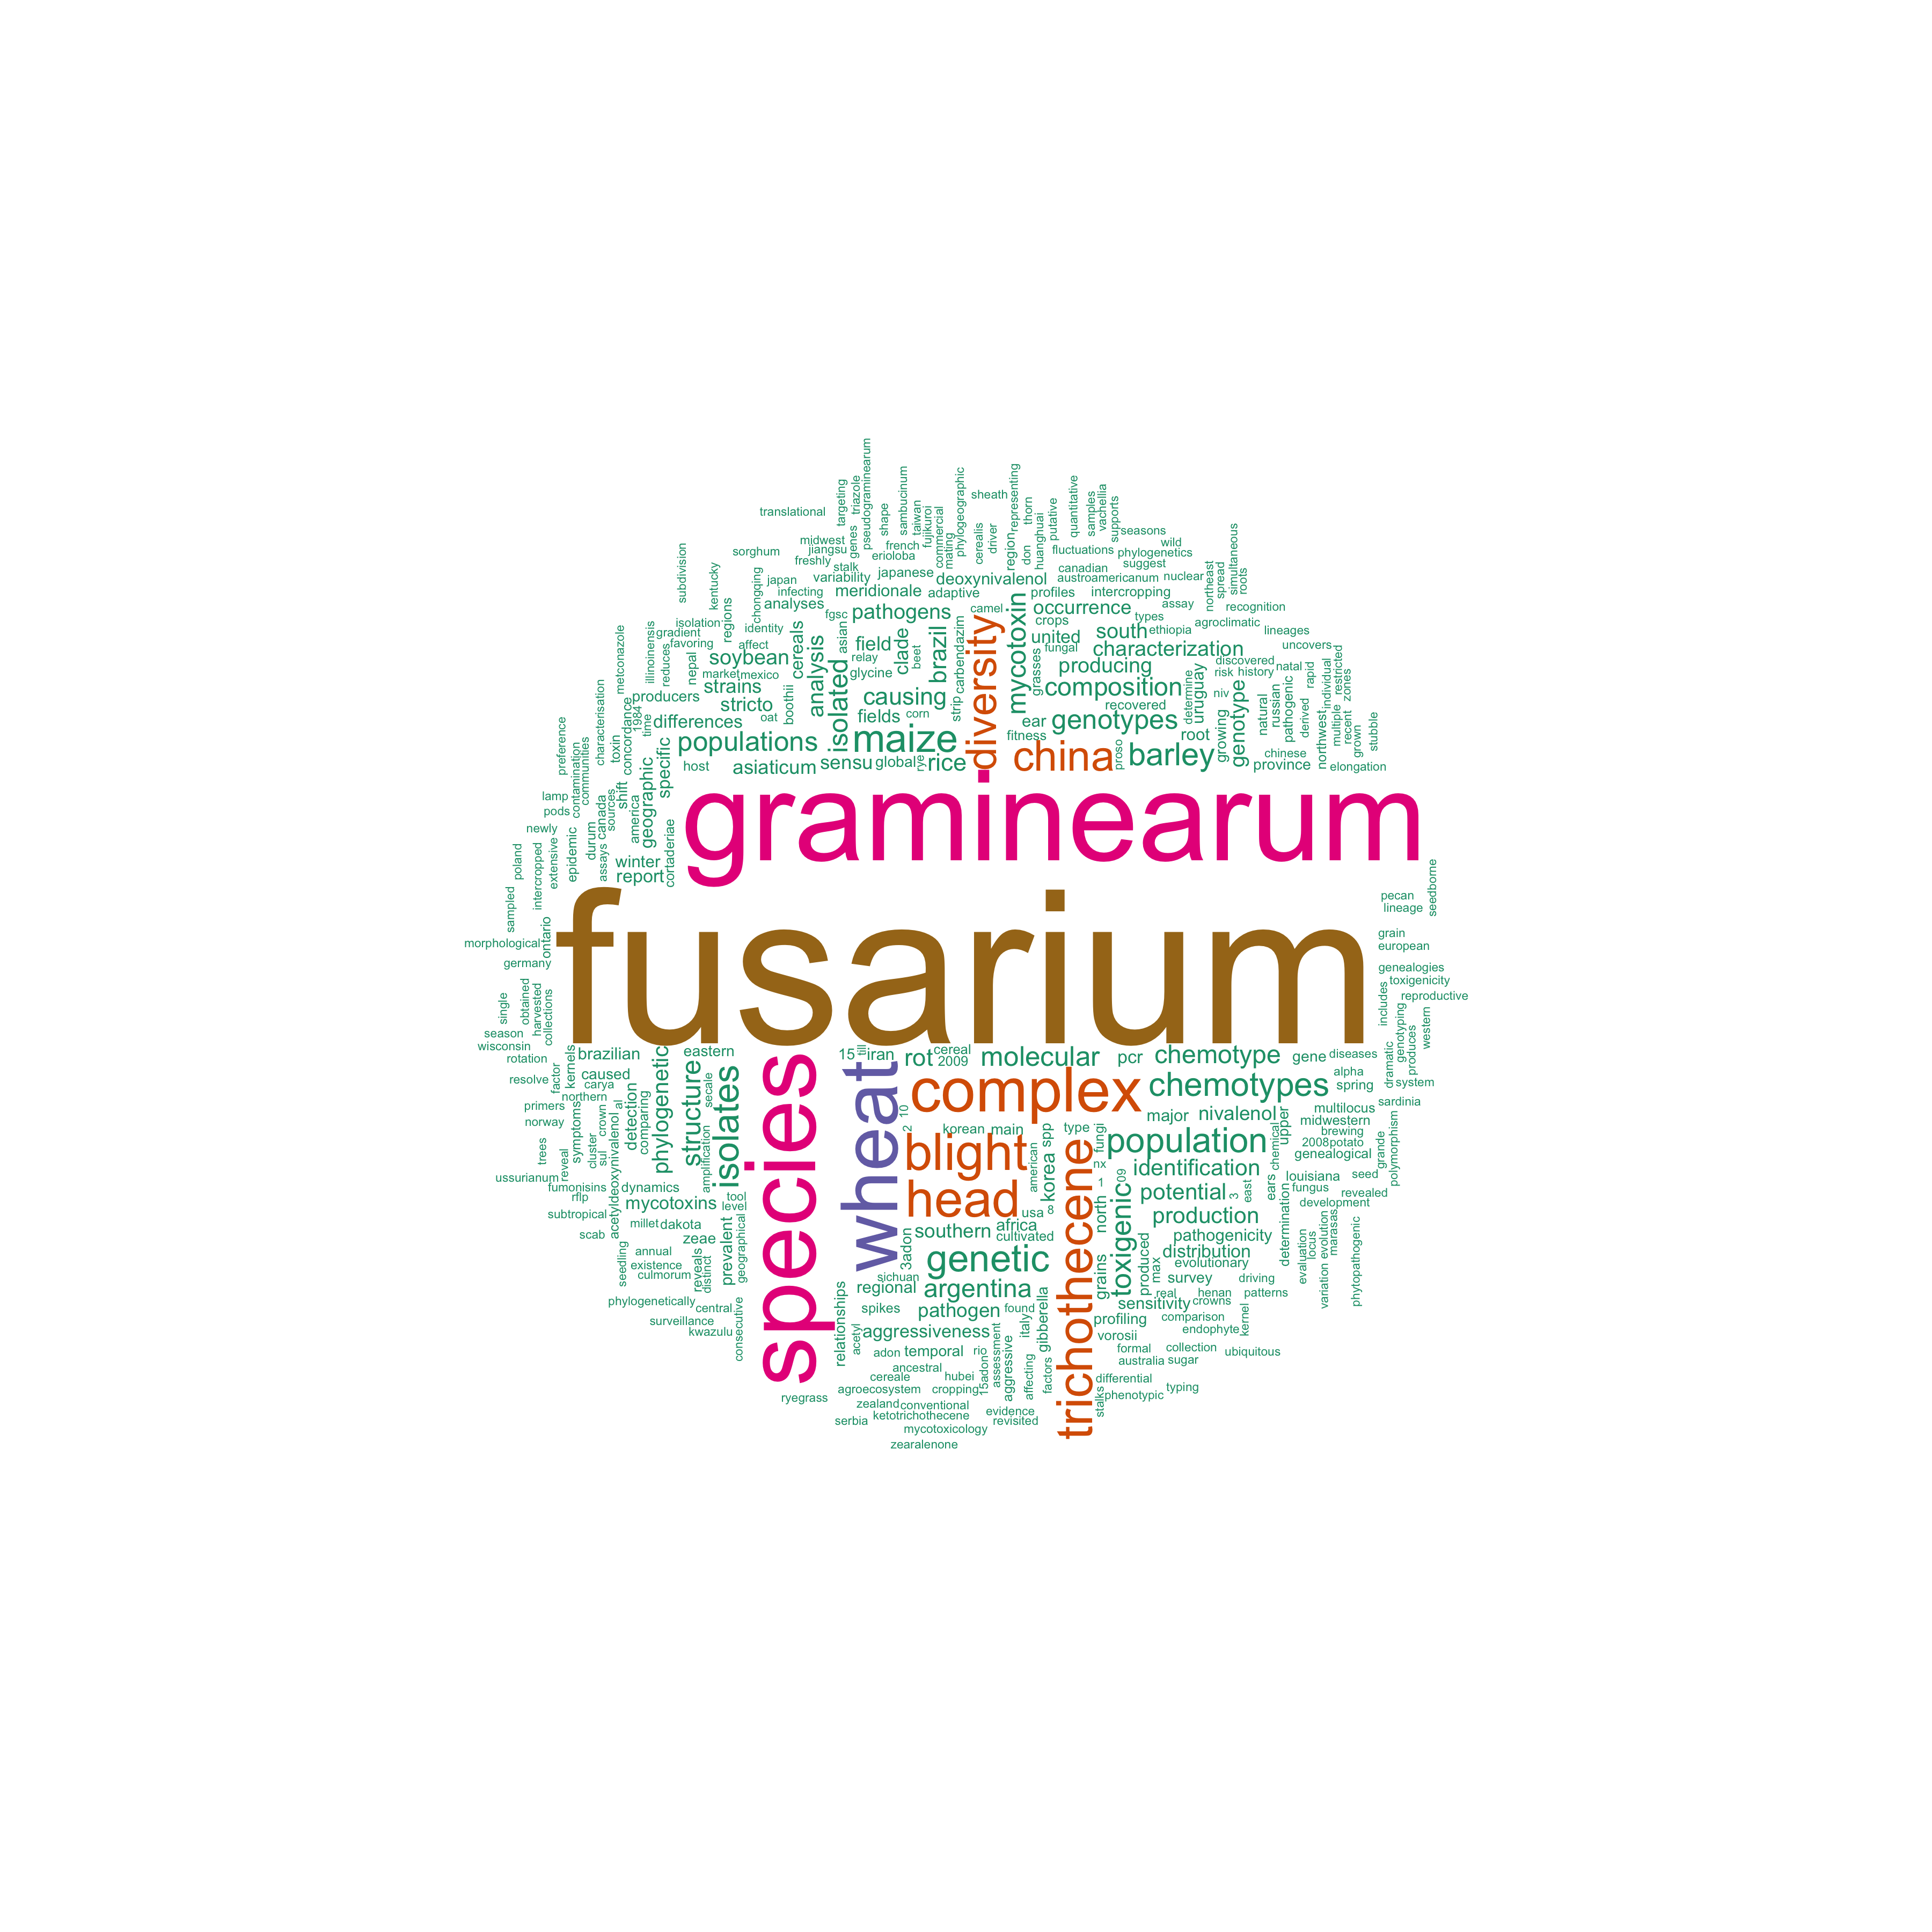 pseudograminearum
targeting
triazole
genes
shape
sambucinum
taiwan
fujikuroi
commercial
mating
phylogeographic
sheath
cerealis
driver
representing
region
thorn
don
putative
huanghuai
quantitative
samples
vachellia
supports
seasons
translational
midwest
french
fluctuations
wild
phylogenetics
simultaneous
sorghum
jiangsu
erioloba
freshly
stalk
canadian
suggest
spread
roots
northeast
subdivision
kentucky
japan
variability
japanese
deoxynivalenol
austroamericanum
nuclear
chongqing
infecting
meridionale
adaptive
profiles
intercropping
analyses
fgsc
pathogens
camel
occurrence
assay
recognition
isolation
regions
identity
asian
mycotoxin
crops
types
agroclimatic
gradient
affect
cereals
field
clade
brazil
diversity
united
south
ethiopia
lineages
favoring
soybean
analysis
relay
beet
carbendazim
fungal
characterization
uncovers
metconazole
illinoinensis
reduces
nepal
market
mexico
isolated
glycine
grasses
producing
discovered
restricted
zones
strains
risk
history
natal
rapid
individual
producers
stricto
boothii
causing
strip
composition
determine
uruguay
niv
genotype
natural
russian
pathogenic
derived
multiple
recent
characterisation
concordance
1984
time
differences
oat
fields
corn
recovered
ear
genotypes
fitness
root
growing
northwest
grown
stubble
preference
contamination
communities
toxin
shift
specific
populations
maize
china
proso
barley
chinese
province
elongation
host
asiaticum
sensu
global
rye
rice
lamp
pods
sources
canada
america
geographic
newly
graminearum
poland
intercropped
extensive
epidemic
durum
assays
winter
report
cortaderiae
seedborne
pecan
lineage
sampled
ontario
morphological
germany
fusarium
grain
european
genealogies
toxigenicity
reproductive
single
obtained
harvested
collections
includes
genotyping
produces
western
season
wisconsin
rotation
kernels
brazilian
eastern
15
till
iran
rot
cereal
2009
molecular
pcr
chemotype
gene
diseases
dramatic
resolve
factor
caused
carya
northern
phylogenetic
structure
secale
isolates
species
wheat
complex
chemotypes
alpha
spring
system
primers
norway
symptoms
crown
al
detection
comparing
10
2
major
nivalenol
upper
multilocus
sardinia
midwestern
korean
main
type
brewing
2008
potato
genealogical
grande
polymorphism
trees
reveal
cluster
sul
acetyldeoxynivalenol
amplification
blight
american
spp
korea
fungi
population
chemical
ussurianum
nx
identification
ears
louisiana
seed
fumonisins
rflp
dynamics
tool
head
trichothecene
1
09
toxigenic
potential
3
east
fungus
revealed
development
subtropical
mycotoxins
level
usa
8
north
production
millet
dakota
southern
africa
determination
evaluation
locus
evolution
marasas
scab
zeae
prevalent
geographical
3adon
cultivated
pathogenicity
seedling
annual
genetic
distribution
existence
reveals
distinct
grains
produced
max
evolutionary
variation
phytopathogenic
culmorum
sichuan
regional
argentina
survey
driving
phylogenetically
central
relationships
spikes
pathogen
found
gibberella
real
henan
patterns
sensitivity
crowns
kernel
surveillance
kwazulu
consecutive
acetyl
aggressiveness
italy
profiling
comparison
endophyte
vorosii
adon
temporal
rio
assessment
aggressive
formal
collection
ubiquitous
ancestral
15adon
affecting
factors
australia
sugar
cereale
hubei
differential
ryegrass
agroecosystem
cropping
stalks
phenotypic
typing
zealand
conventional
serbia
ketotrichothecene
evidence
revisited
mycotoxicology
zearalenone